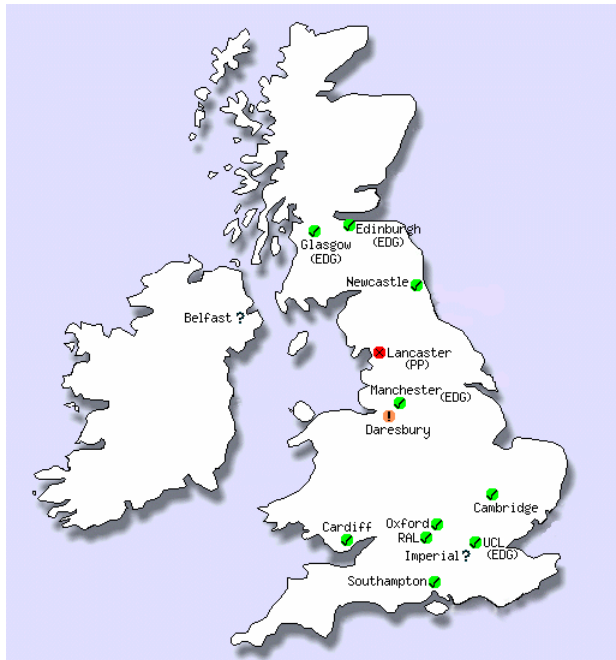 Edinburgh
(EDG)
Glasgow
(EDG)
Newcastle
Belfast ?
Lancaster
(PP)
Manchester
(EDG)
!
Daresbury
Cambridge
Oxford
Cardiff
RAL
UCL
(EDG)
Imperial ?
Southampton